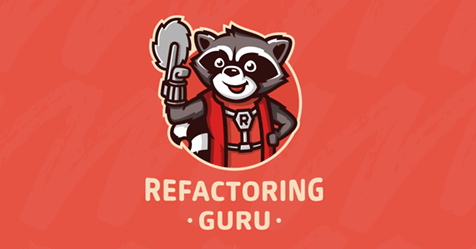 R
REFACTORING
· GURU ·